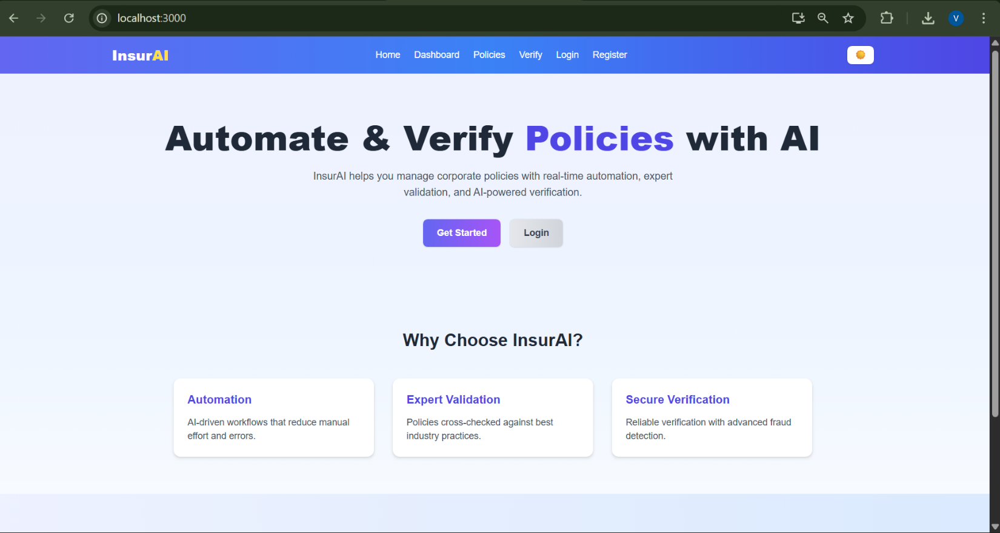 localhost:3000
V
InsurAI
Home Dashboard Policies Verify Login Register
Automate & Verify Policies with AI
InsurAI helps you manage corporate policies with real-time automation, expert
validation, and AI-powered verification.
Get Started
Login
Why Choose InsurAI?
Automation
AI-driven workflows that reduce manual
effort and errors.
Expert Validation
Policies cross-checked against best
industry practices.
Secure Verification
Reliable verification with advanced fraud
detection.